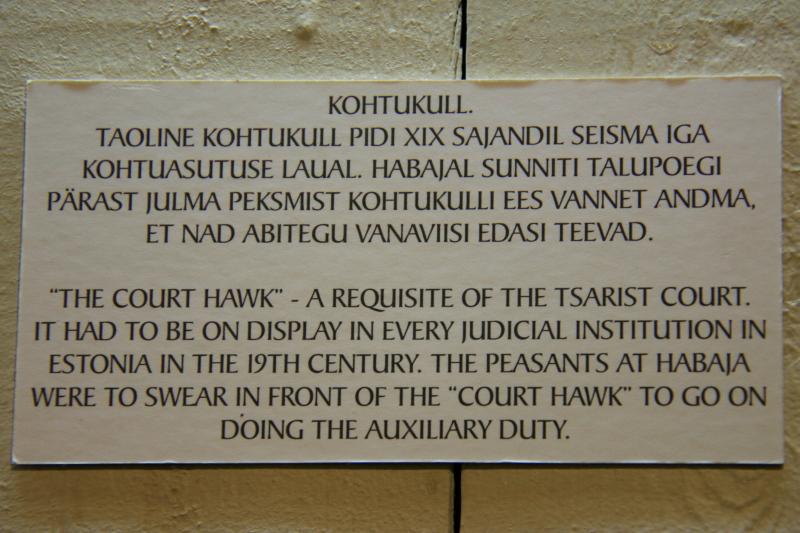 KOHTUKULL.
TAOLINE KOHTUKULL PIDI XIX SAJANDIL SEISMA IGA
KOHTUASUTUSE LAUAL. HABAJAL SUNNITI TALUPOEGI
PÄRAST JULMA PEKSMIST KOHTUKULLI EES VANNET ANDMA,
ET NAD ABITEGU VANAVIISI EDASI TEEVAD.
“THE COURT HAWK” - A REQUISITE OF THE TSARIST COURT.
IT HAD TO BE ON DISPLAY IN EVERY JUDICIAL INSTITUTION IN
ESTONIA IN THE 19TH CENTURY. THE PEASANTS AT HABAJA
WERE TO SWEAR IN FRONT OF THE “COURT HAWK” TO GO ON
DOING THE AUXILIARY DUTY.